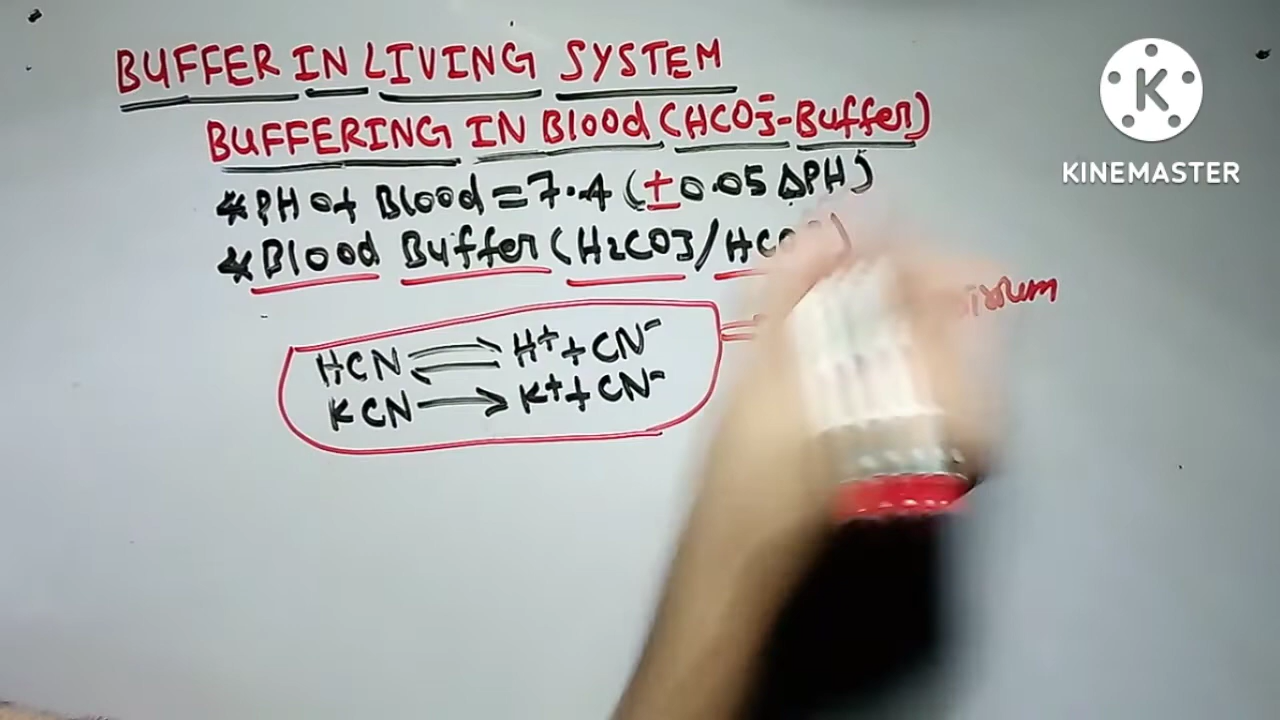 BUFFER IN LIVING SYSTEM
BUFFERING IN Blood (HCO3⁻-Buffer)
*PH of Blood = 7.4 (±0.05 ΔPH)
*Blood Buffer (H2CO3/HCO
HCN ⇌ H⁺ + CN⁻
KCN → K⁺ + CN⁻
K
KINEMASTER